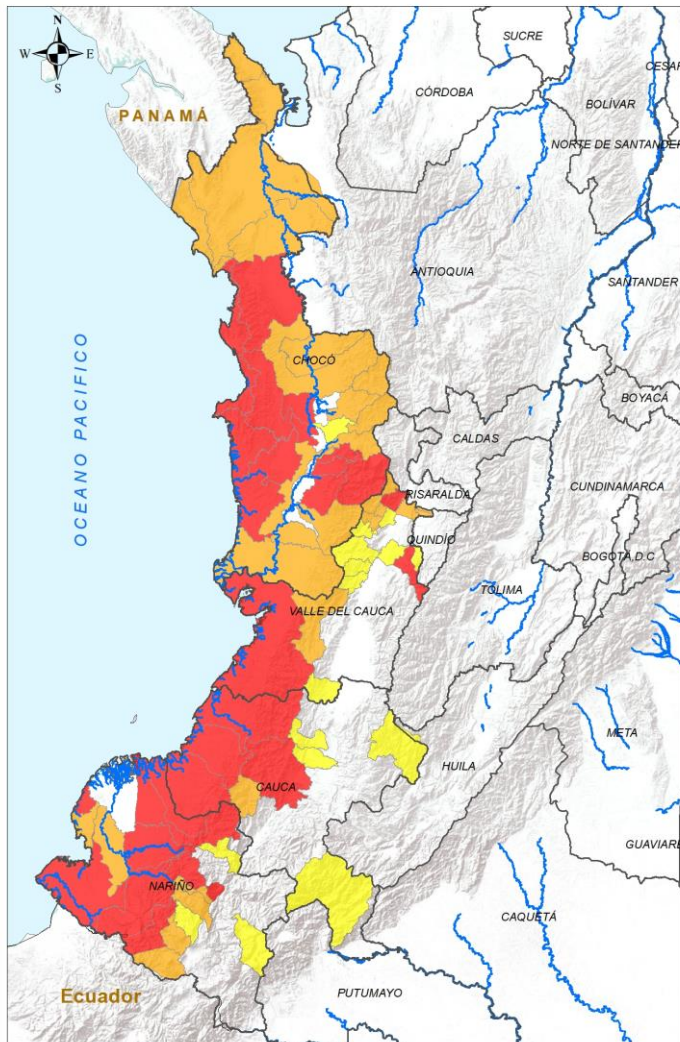 N
W E
S
SUCRE
CESAR
CÓRDOBA
BOLÍVAR
PANAMÁ
NORTE DE SANTANDER
ANTIOQUIA
SANTANDER
CHOCÓ
BOYACÁ
CALDAS
OCEANO PACIFICO
CUNDINAMARCA
RISARALDA
QUINDÍO
BOGOTÁ,D.C
TOLIMA
VALLE DEL CAUCA
META
HUILA
CAUCA
GUAVIARE
NARIÑO
CAQUETÁ
PUTUMAYO
Ecuador